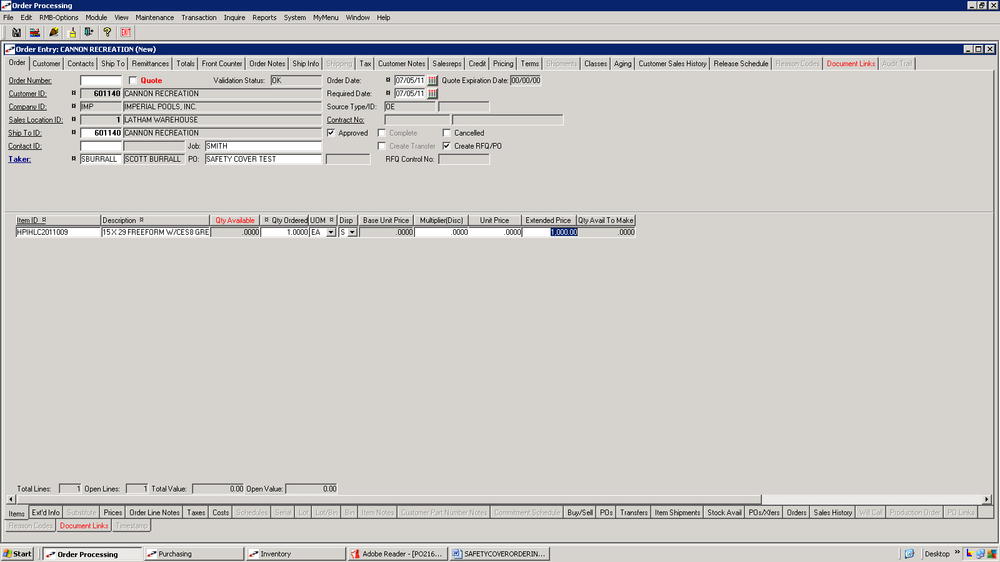 Order Processing
File Edit RMB-Options Module View Maintenance Transaction Inquire Reports System MyMenu Window Help
EXIT
Order Entry: CANNON RECREATION (New)
Order Customer Contacts Ship To Remittances Totals Front Counter Order Notes Ship Info Shipping Tax Customer Notes Salesreps Credit Pricing Terms Shipments Classes Aging Customer Sales History Release Schedule Reason Codes Document Links Audit Trail
Order Number: Quote Validation Status: OK Order Date: ¤ 07/05/11 Quote Expiration Date: 00/00/00
Customer ID: ¤ 601140 CANNON RECREATION Required Date: ¤ 07/05/11
Company ID: ¤ IMP IMPERIAL POOLS, INC. Source Type/ID: OE
Sales Location ID: ¤ 1 LATHAM WAREHOUSE Contract No:
Ship To ID: ¤ 601140 CANNON RECREATION Approved Complete Cancelled
Contact ID: Job: SMITH Create Transfer Create RFQ/PO
Taker: ¤ SBURRALL SCOTT BURRALL PO: SAFETY COVER TEST RFQ Control No:
Item ID ¤ Description ¤ Qty Available ¤ Qty Ordered UOM ¤ Disp Base Unit Price Multiplier(Disc) Unit Price Extended Price Qty Avail To Make
HPIHLC2011009 15 X 29 FREEFORM W/CES8 GRE .0000 1.0000 EA S .0000 .0000 .0000 1,000.00 .0000
Total Lines: 1 Open Lines: 1 Total Value: 0.00 Open Value: 0.00
Items Ext'd Info Substitute Prices Order Line Notes Taxes Costs Schedules Serial Lot Lot/Bin Bin Item Notes Customer Part Number Notes Commitment Schedule Buy/Sell POs Transfers Item Shipments Stock Avail POs/Xfers Orders Sales History Will Call Production Order PO Links
Reason Codes Document Links Timestamp
Start Order Processing Purchasing Inventory Adobe Reader - [PO216... SAFETYCOVERORDERIN... Desktop »